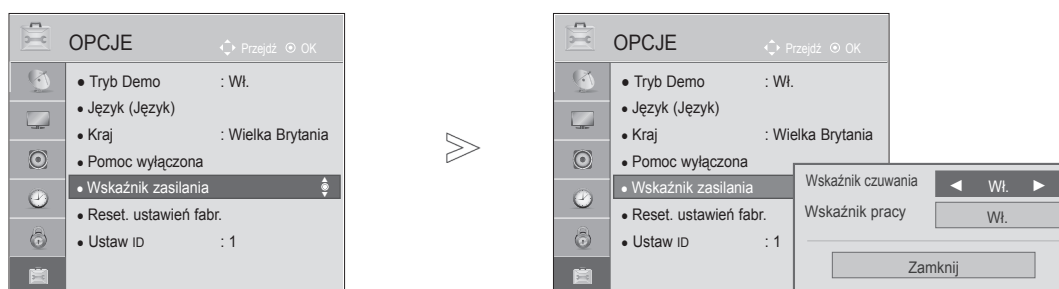 OPCJE
Przejdź OK
● Tryb Demo : Wł.
● Język (Język)
● Kraj : Wielka Brytania
● Pomoc wyłączona
● Wskaźnik zasilania
● Reset. ustawień fabr.
● Ustaw ID : 1
OPCJE
Przejdź OK
● Tryb Demo : Wł.
● Język (Język)
● Kraj : Wielka Brytania
● Pomoc wyłączona
● Wskaźnik zasilania
● Reset. ustawień fabr.
● Ustaw ID : 1
Wskaźnik czuwania ◄ Wł. ►
Wskaźnik pracy Wł.
Zamknij